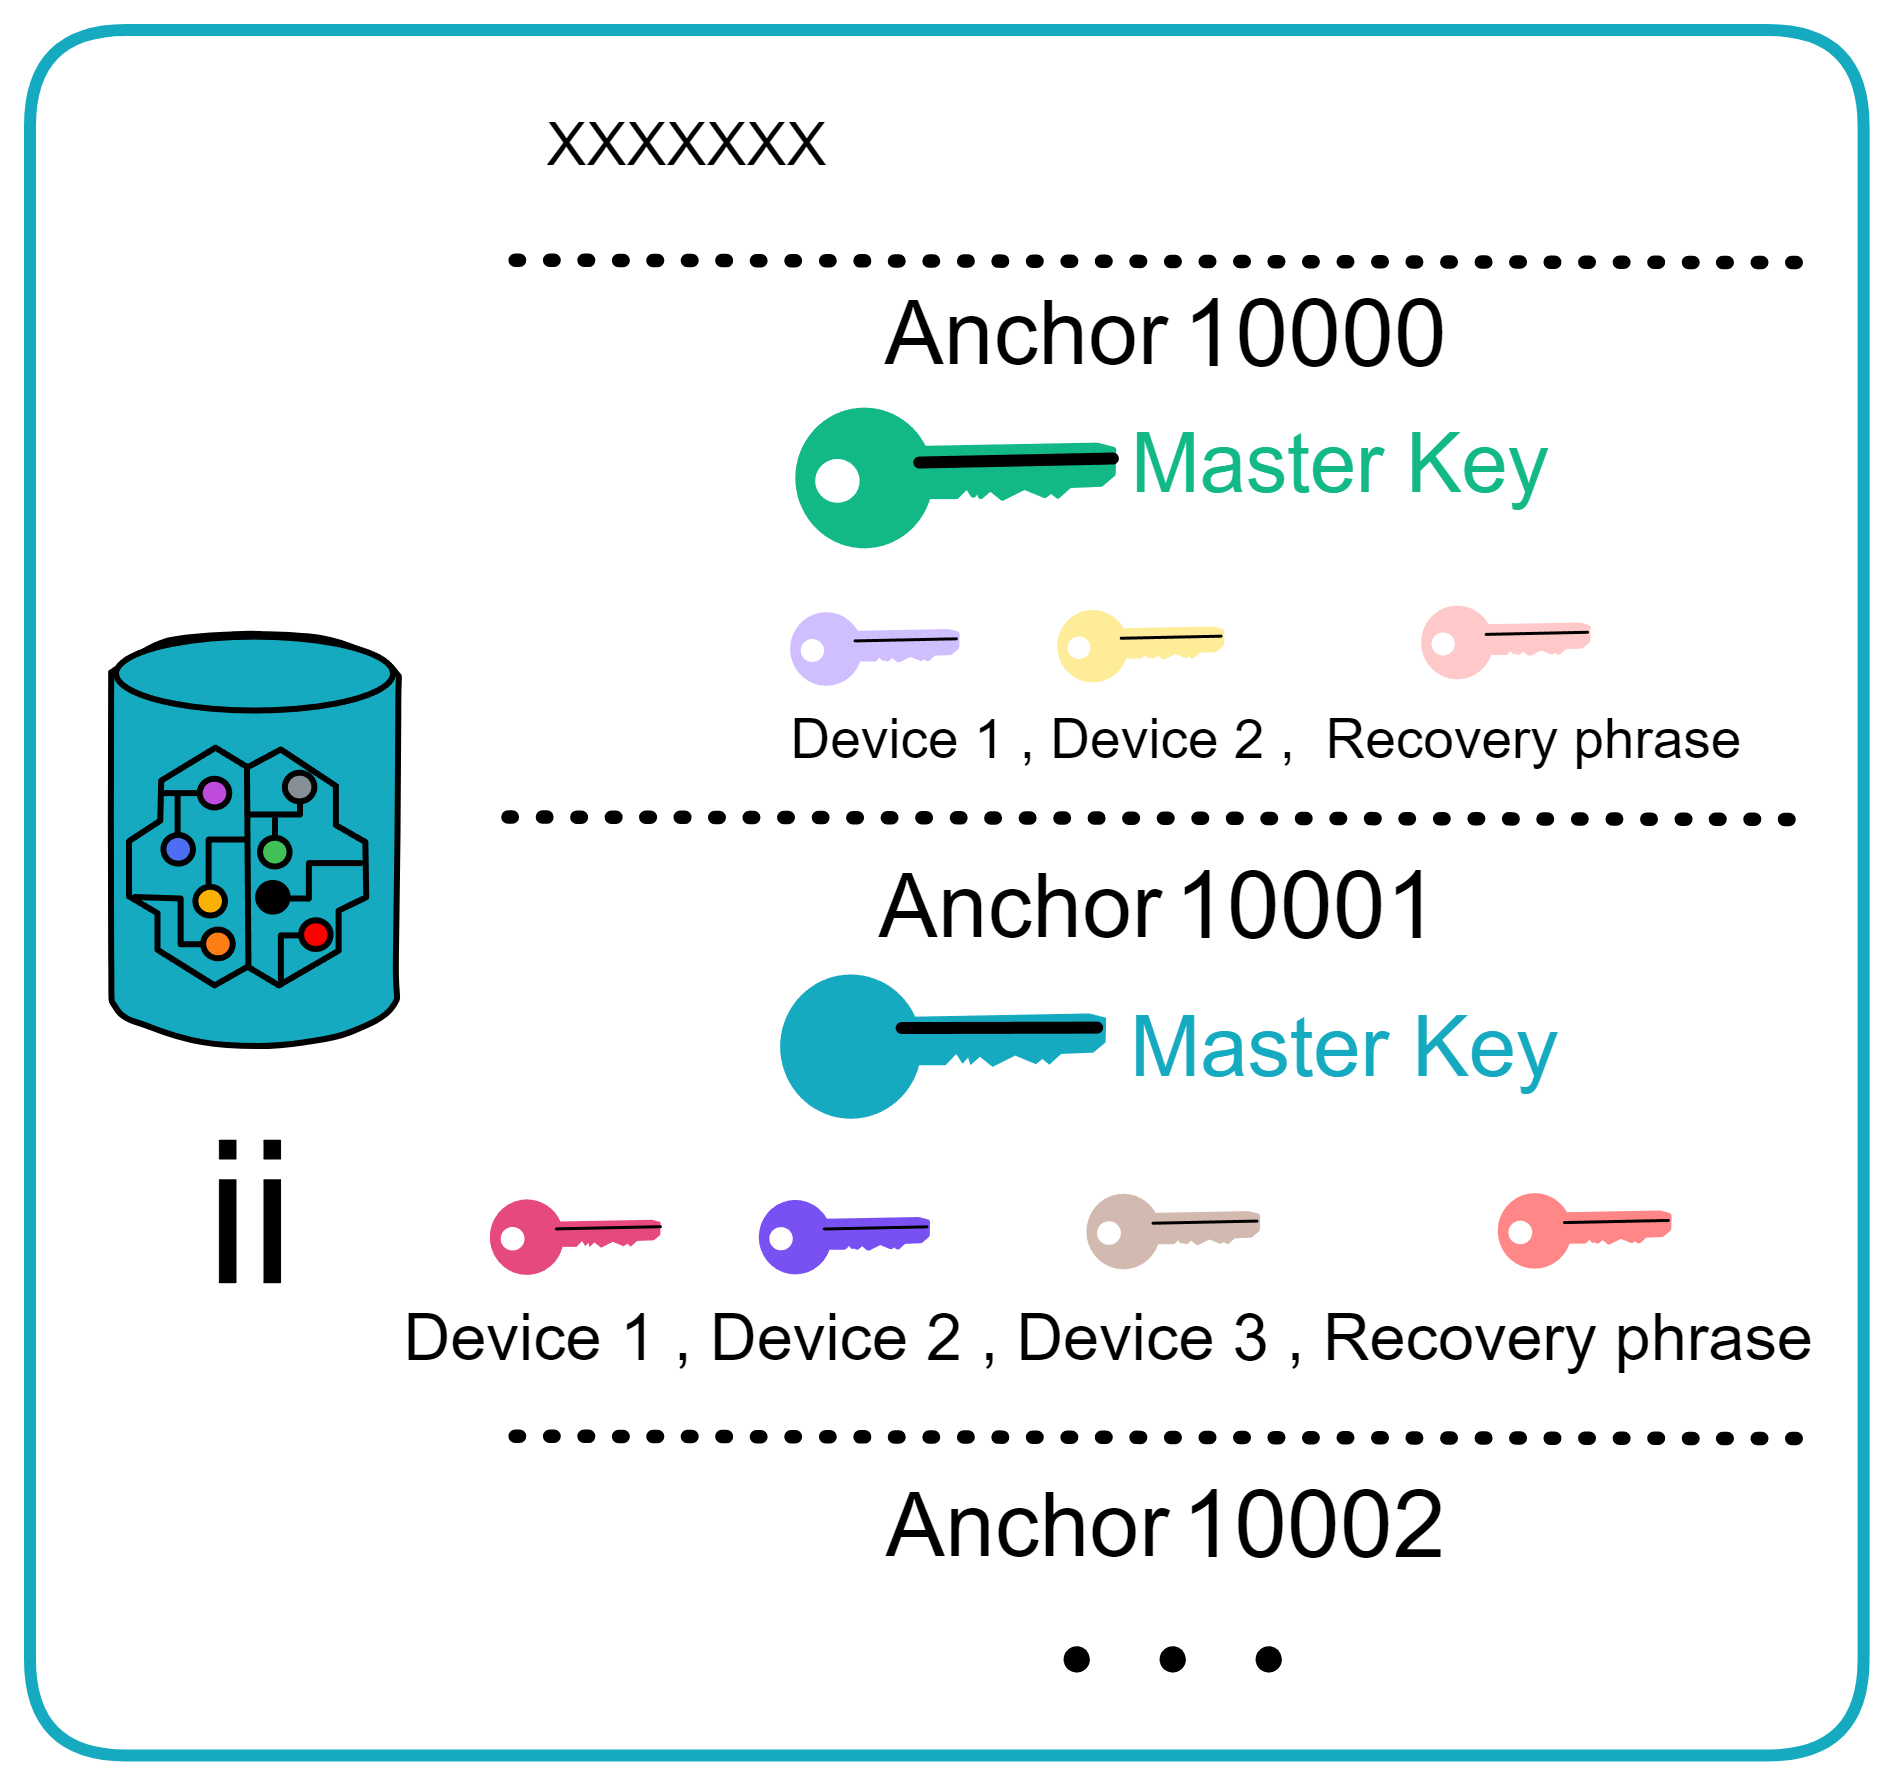 XXXXXXX
Anchor 10000
Master Key
Device 1 , Device 2 , Recovery phrase
Anchor 10001
Master Key
ii
Device 1 , Device 2 , Device 3 , Recovery phrase
Anchor 10002
. . .